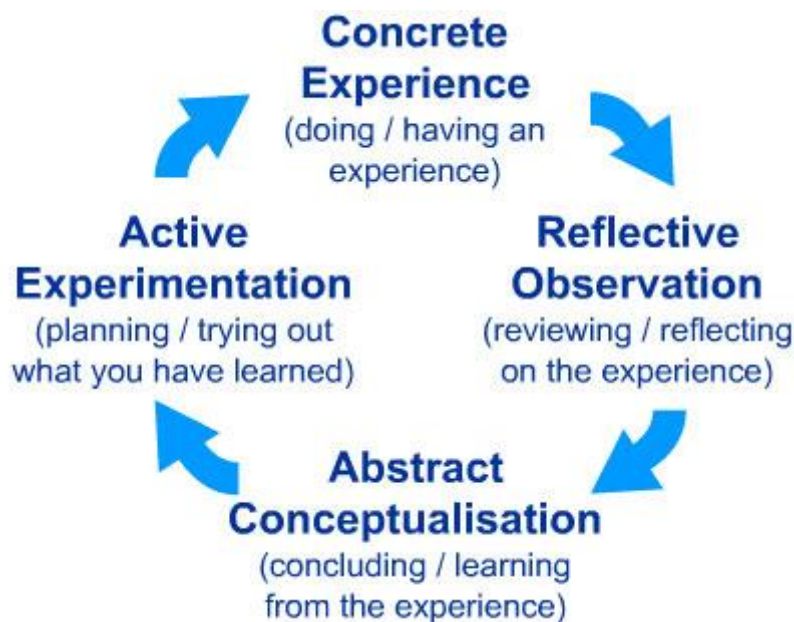 Concrete
Experience
(doing / having an
experience)
Reflective
Observation
(reviewing / reflecting
on the experience)
Abstract
Conceptualisation
(concluding / learning
from the experience)
Active
Experimentation
(planning / trying out
what you have learned)